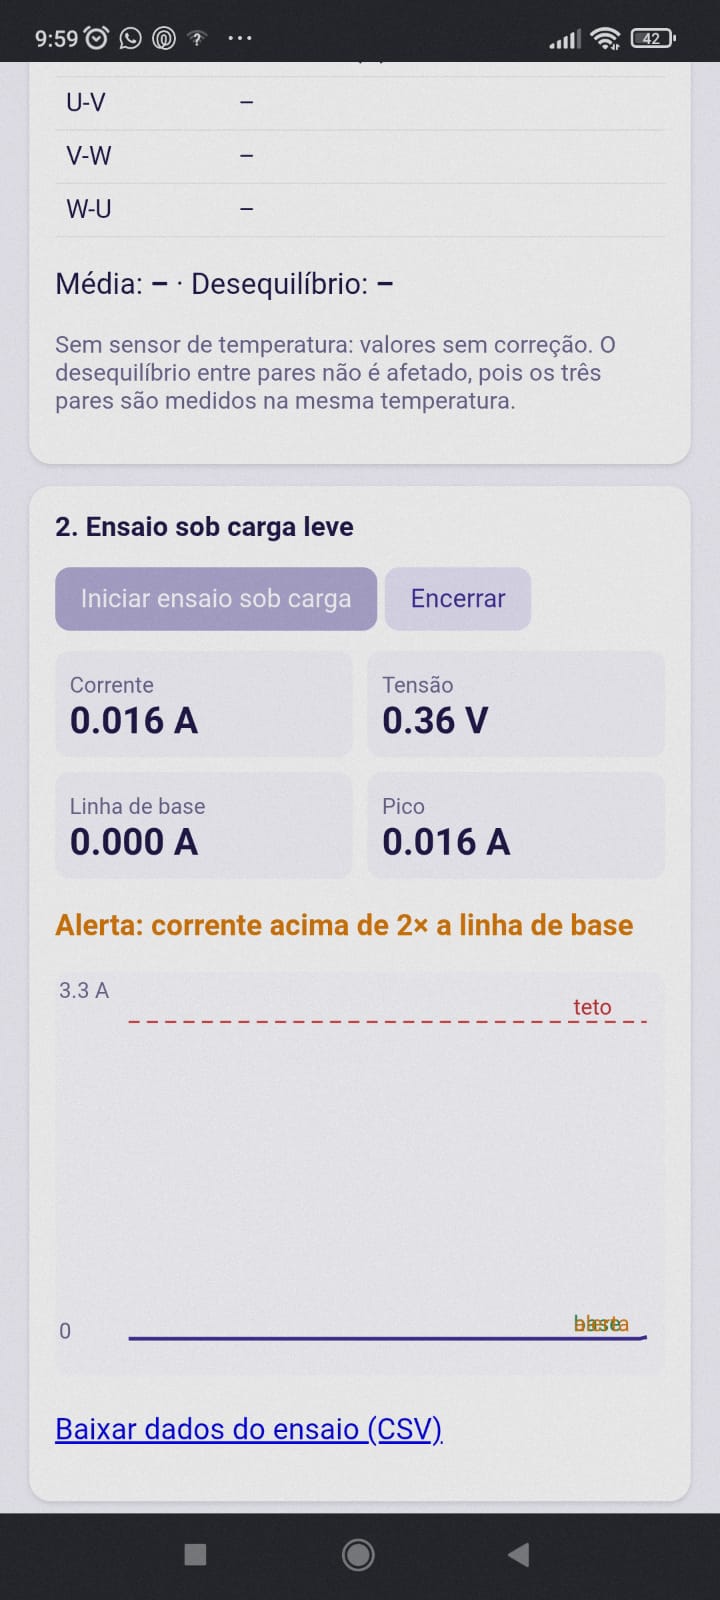 9:59
42
U-V –
V-W –
W-U –
Média: – · Desequilíbrio: –
Sem sensor de temperatura: valores sem correção. O
desequilíbrio entre pares não é afetado, pois os três
pares são medidos na mesma temperatura.
2. Ensaio sob carga leve
Iniciar ensaio sob carga Encerrar
Corrente Tensão
0.016 A 0.36 V
Linha de base Pico
0.000 A 0.016 A
Alerta: corrente acima de 2× a linha de base
3.3 A
teto
base
alerta
0
Baixar dados do ensaio (CSV)